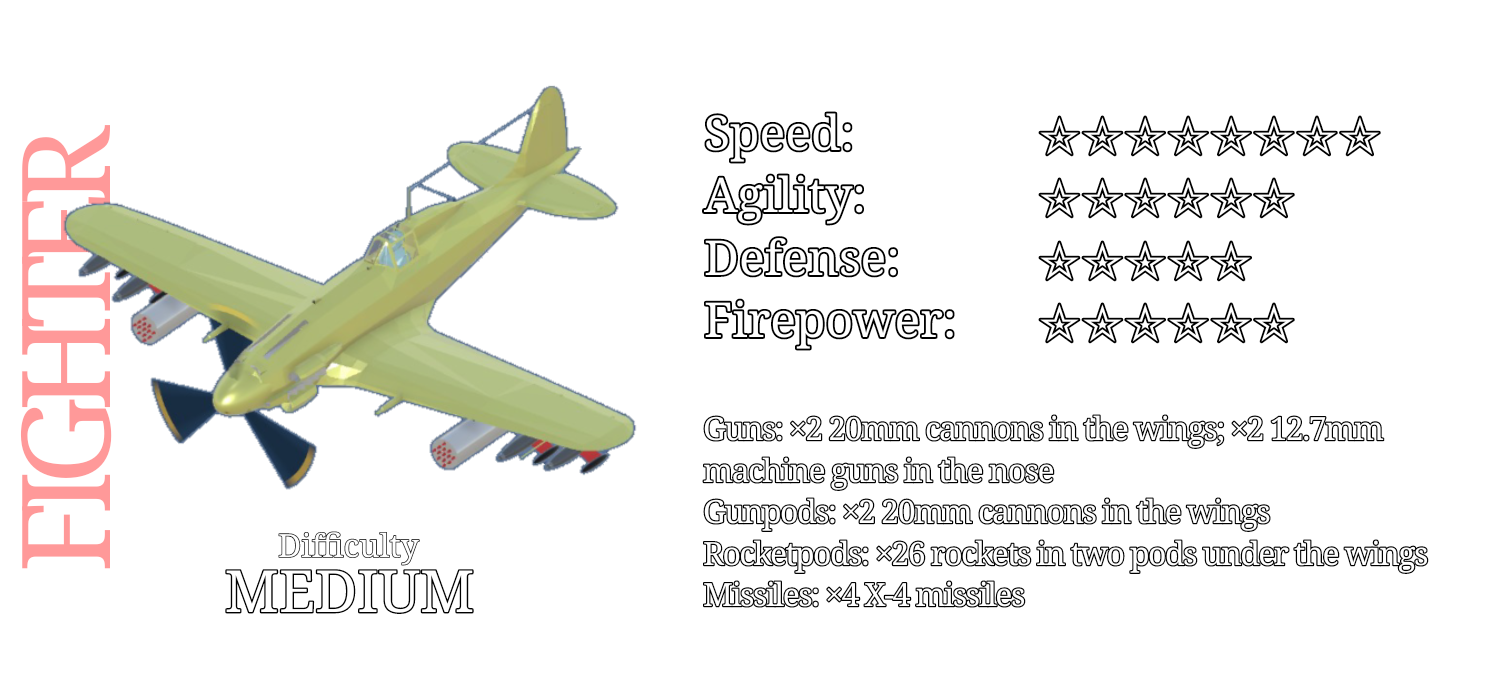 FIGHTER
Difficulty
MEDIUM
Speed: ☆☆☆☆☆☆☆☆
Agility: ☆☆☆☆☆☆
Defense: ☆☆☆☆☆
Firepower: ☆☆☆☆☆☆
Guns: ×2 20mm cannons in the wings; ×2 12.7mm
machine guns in the nose
Gunpods: ×2 20mm cannons in the wings
Rocketpods: ×26 rockets in two pods under the wings
Missiles: ×4 X-4 missiles